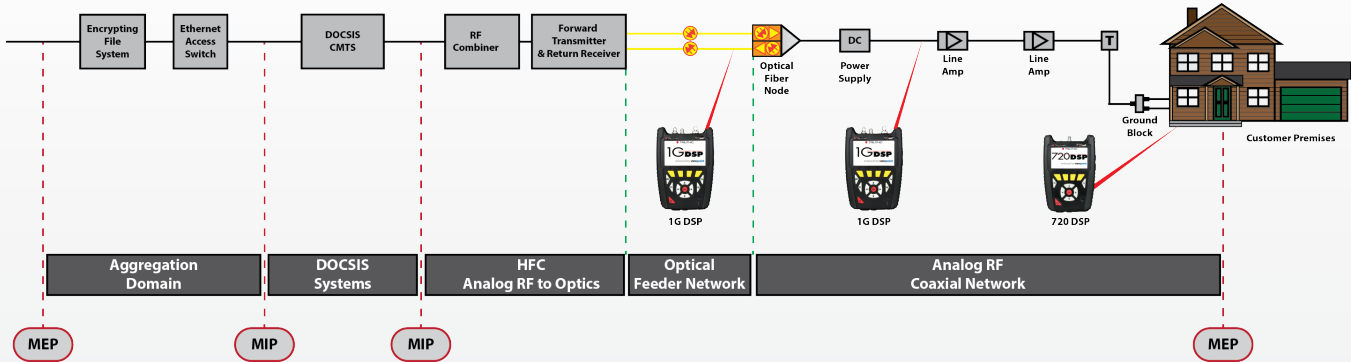 Encrypting
File
System
Ethernet
Access
Switch
DOCSIS
CMTS
RF
Combiner
Forward
Transmitter
& Return Receiver
Optical
Fiber
Node
DC
Power
Supply
Line
Amp
Line
Amp
T
Ground
Block
Customer Premises
1G DSP
1G DSP
1G DSP
1G DSP
720 DSP
720 DSP
Aggregation
Domain
DOCSIS
Systems
HFC
Analog RF to Optics
Optical
Feeder Network
Analog RF
Coaxial Network
MEP
MIP
MIP
MEP